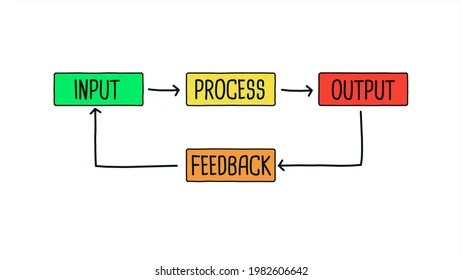 INPUT
PROCESS
OUTPUT
FEEDBACK
shutterstock.com · 1982606642